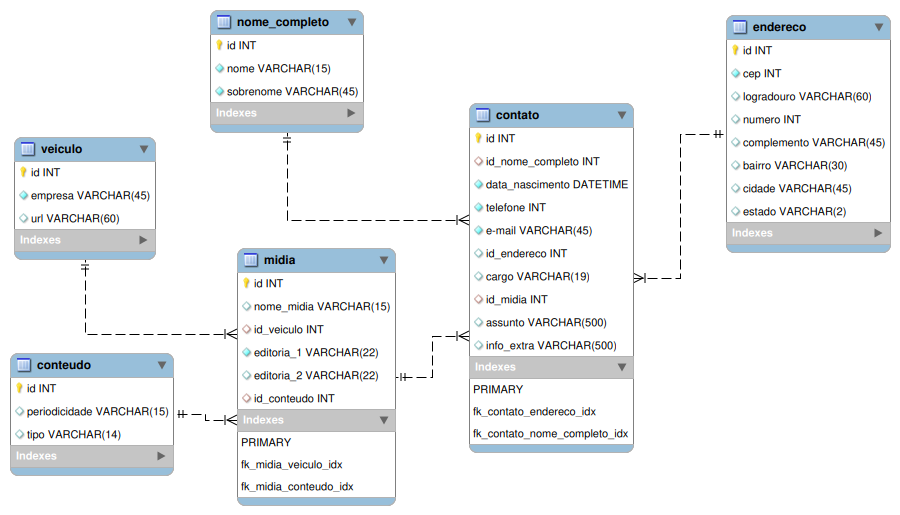 nome_completo
id INT
nome VARCHAR(15)
sobrenome VARCHAR(45)
Indexes
endereco
id INT
cep INT
logradouro VARCHAR(60)
numero INT
complemento VARCHAR(45)
bairro VARCHAR(30)
cidade VARCHAR(45)
estado VARCHAR(2)
Indexes
contato
id INT
id_nome_completo INT
data_nascimento DATETIME
telefone INT
e-mail VARCHAR(45)
id_endereco INT
cargo VARCHAR(19)
id_midia INT
assunto VARCHAR(500)
info_extra VARCHAR(500)
Indexes
PRIMARY
fk_contato_endereco_idx
fk_contato_nome_completo_idx
veiculo
id INT
empresa VARCHAR(45)
url VARCHAR(60)
Indexes
midia
id INT
nome_midia VARCHAR(15)
id_veiculo INT
editoria_1 VARCHAR(22)
editoria_2 VARCHAR(22)
id_conteudo INT
Indexes
PRIMARY
fk_midia_veiculo_idx
fk_midia_conteudo_idx
conteudo
id INT
periodicidade VARCHAR(15)
tipo VARCHAR(14)
Indexes